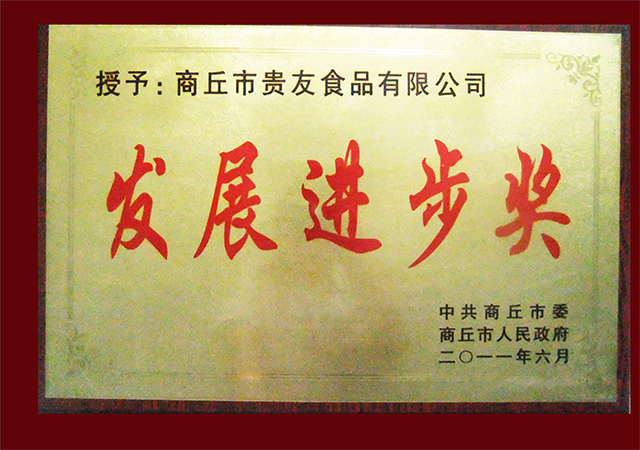 授予：商丘市贵友食品有限公司
发展进步奖
中共商丘市委
商丘市人民政府
二〇一一年六月